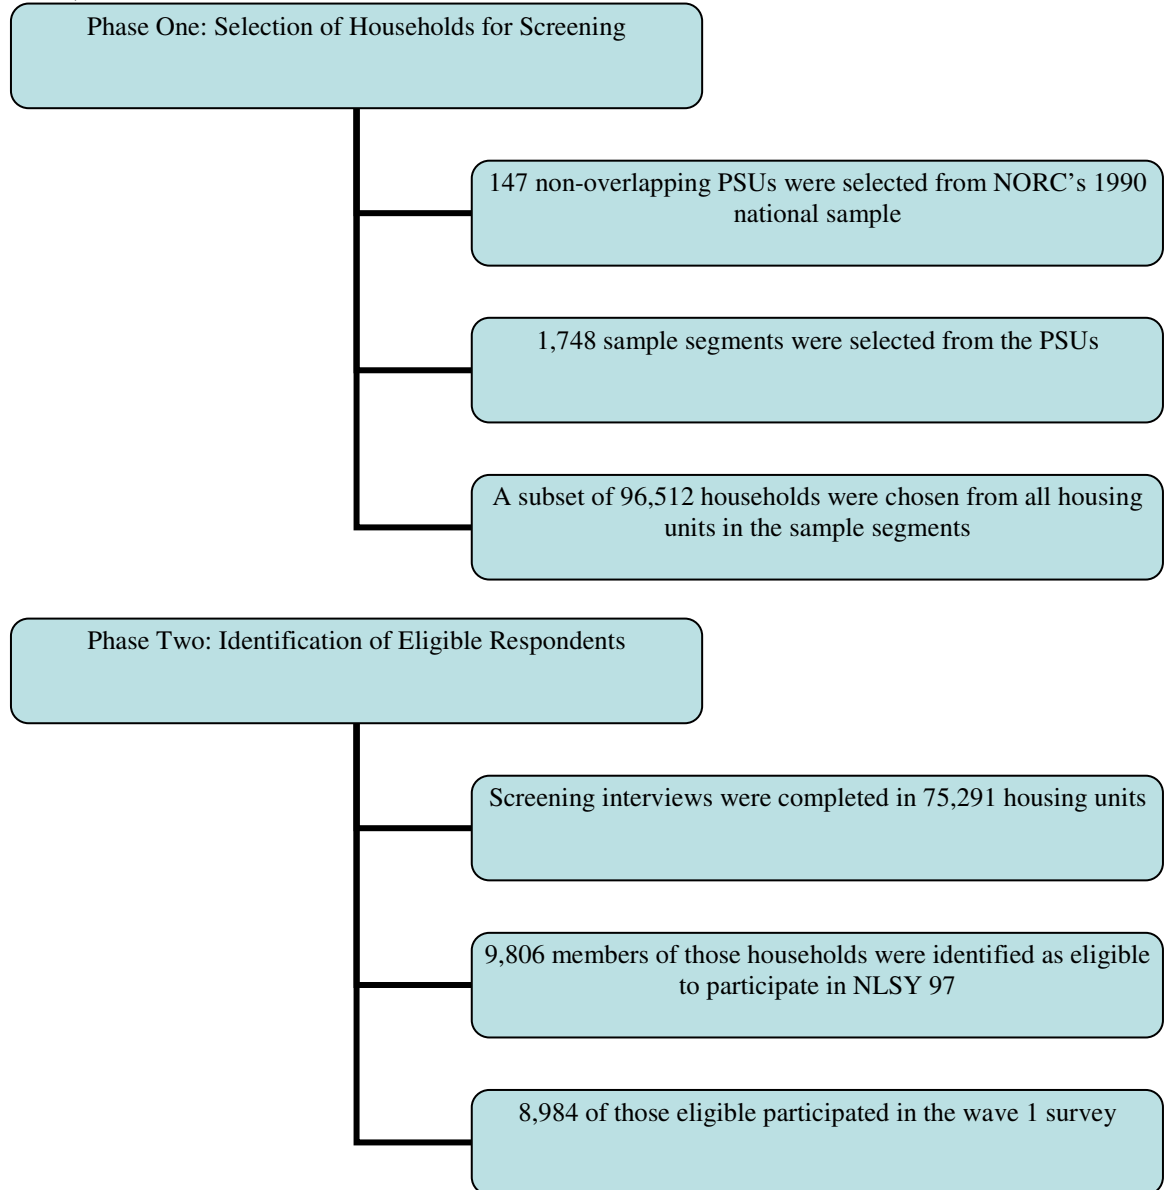 Phase One: Selection of Households for Screening
147 non-overlapping PSUs were selected from NORC’s 1990
national sample
1,748 sample segments were selected from the PSUs
A subset of 96,512 households were chosen from all housing
units in the sample segments
Phase Two: Identification of Eligible Respondents
Screening interviews were completed in 75,291 housing units
9,806 members of those households were identified as eligible
to participate in NLSY 97
8,984 of those eligible participated in the wave 1 survey